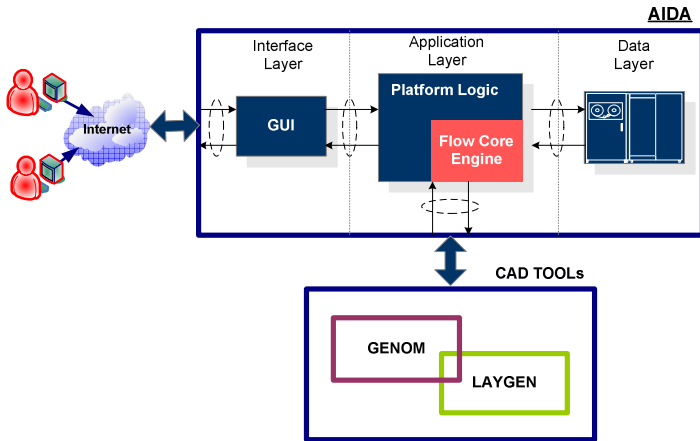 AIDA
Interface
Layer
Application
Layer
Data
Layer
Internet
GUI
Platform Logic
Flow Core
Engine
CAD TOOLs
GENOM
LAYGEN